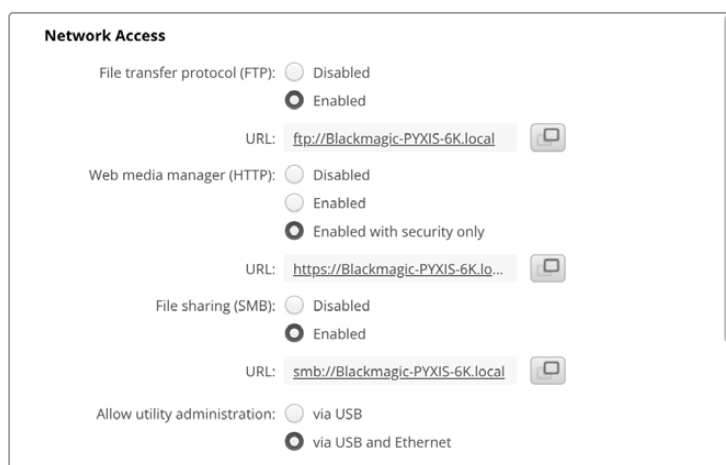 Network Access
File transfer protocol (FTP): Disabled
Enabled
URL: ftp://Blackmagic-PYXIS-6K.local
Web media manager (HTTP): Disabled
Enabled
Enabled with security only
URL: https://Blackmagic-PYXIS-6K.lo...
File sharing (SMB): Disabled
Enabled
URL: smb://Blackmagic-PYXIS-6K.local
Allow utility administration: via USB
via USB and Ethernet